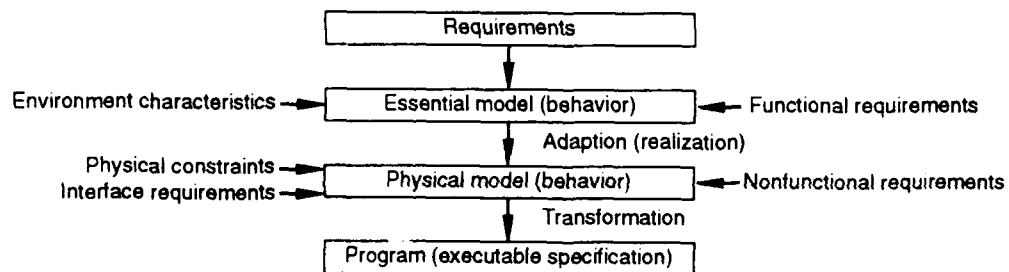 Requirements
Environment characteristics
Essential model (behavior)
Functional requirements
Adaption (realization)
Physical constraints
Interface requirements
Physical model (behavior)
Nonfunctional requirements
Transformation
Program (executable specification)